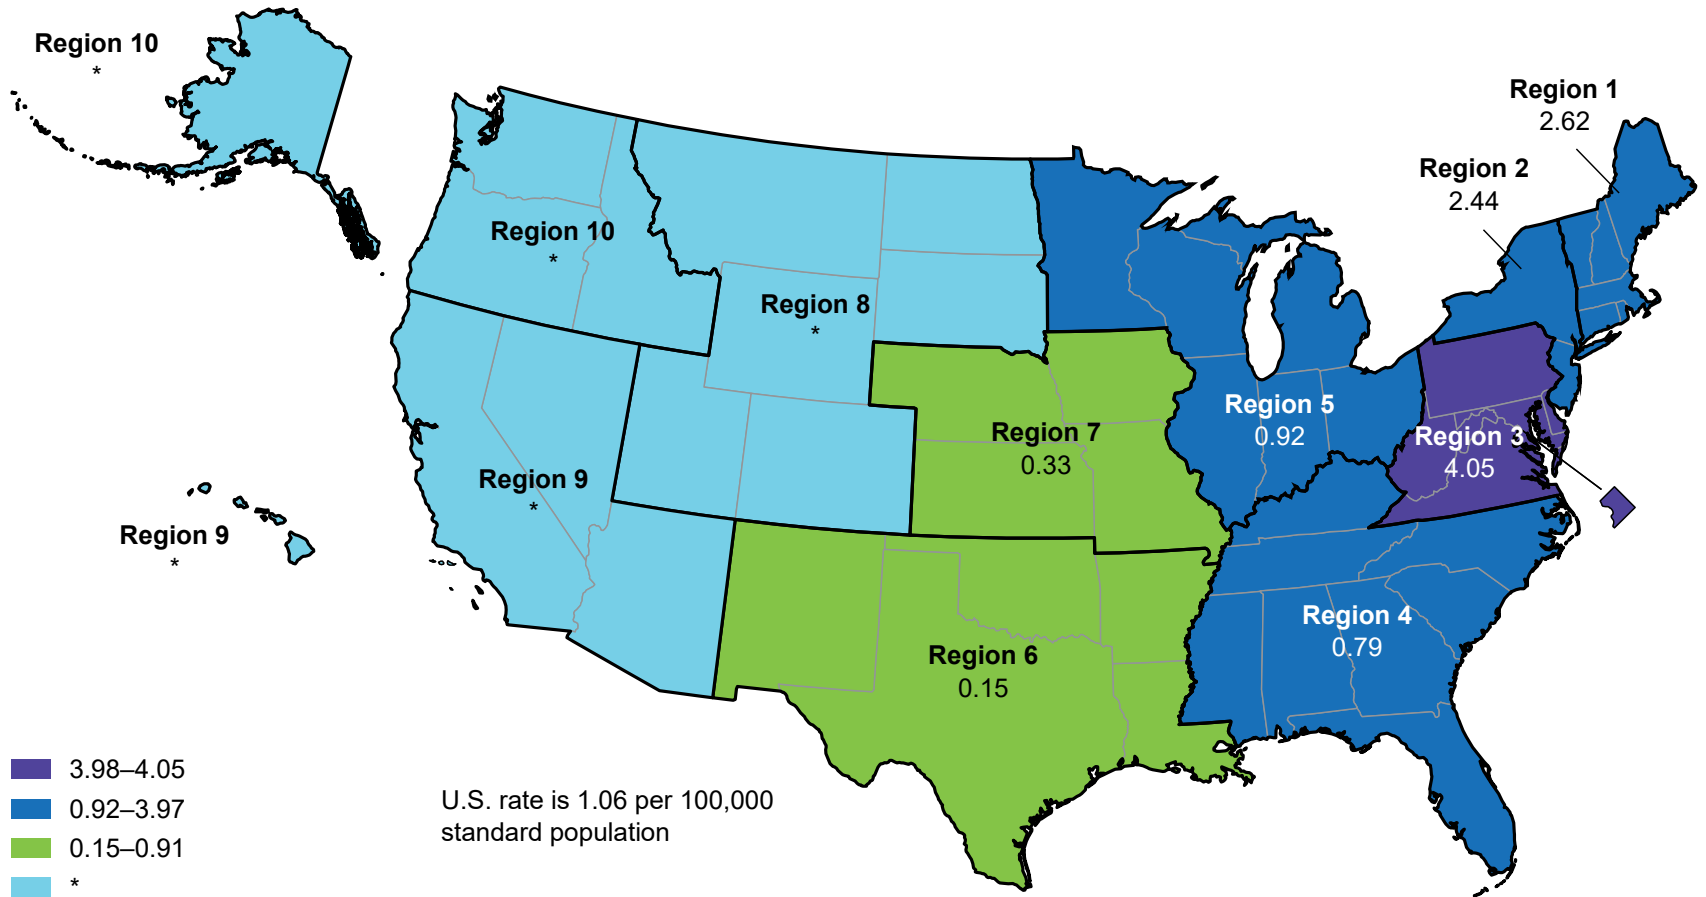 Region 10
*
Region 1
2.62
Region 2
2.44
Region 10
*
Region 8
*
Region 5
0.92
Region 7
0.33
Region 3
4.05
Region 9
*
Region 9
*
Region 4
0.79
Region 6
0.15
3.98–4.05
0.92–3.97
0.15–0.91
*
U.S. rate is 1.06 per 100,000
standard population